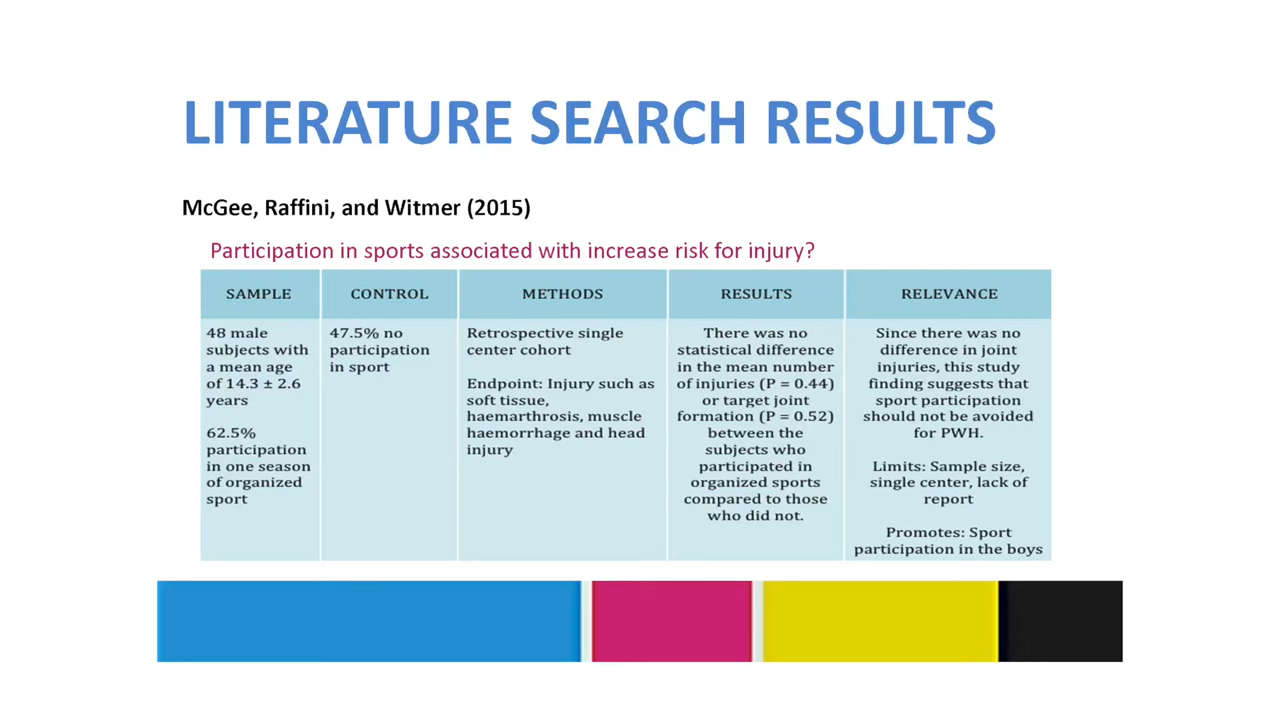 LITERATURE SEARCH RESULTS
McGee, Raffini, and Witmer (2015)
Participation in sports associated with increase risk for injury?
SAMPLE
48 male
subjects with
a mean age
of 14.3 ± 2.6
years
62.5%
participation
in one season
of organized
sport
CONTROL
47.5% no
participation
in sport
METHODS
Retrospective single
center cohort
Endpoint: Injury such as
soft tissue,
haemarthrosis, muscle
haemorrhage and head
injury
RESULTS
There was no
statistical difference
in the mean number
of injuries (P = 0.44)
or target joint
formation (P = 0.52)
between the
subjects who
participated in
organized sports
compared to those
who did not.
RELEVANCE
Since there was no
difference in joint
injuries, this study
finding suggests that
sport participation
should not be avoided
for PWH.
Limits: Sample size,
single center, lack of
report
Promotes: Sport
participation in the boys